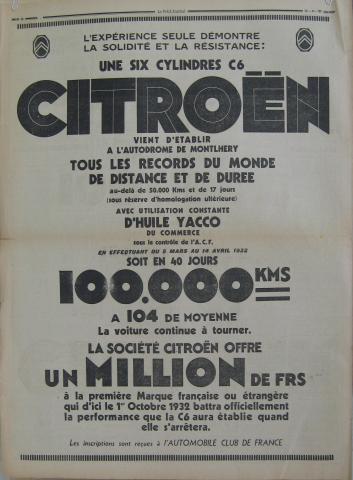 Le Petit Journal
L'EXPÉRIENCE SEULE DÉMONTRE
LA SOLIDITÉ ET LA RÉSISTANCE:
UNE SIX CYLINDRES C6
CITROËN
VIENT D'ÉTABLIR
A L'AUTODROME DE MONTLHERY
TOUS LES RECORDS DU MONDE
DE DISTANCE ET DE DUREE
au-delà de 50.000 Kms et de 17 jours
(sous réserve d'homologation ultérieure)
AVEC UTILISATION CONSTANTE
D'HUILE YACCO
DU COMMERCE
sous le contrôle de l'A.C.F.
EN EFFECTUANT DU 5 MARS AU 14 AVRIL 1932
SOIT EN 40 JOURS
100.000 KMS
A 104 DE MOYENNE
La voiture continue à tourner.
LA SOCIÉTÉ CITROËN OFFRE
UN MILLION DE FRS
à la première Marque française ou étrangère
qui d'ici le 1er Octobre 1932 battra officiellement
la performance que la C6 aura établie quand
elle s'arrêtera.
Les inscriptions sont reçues à l'AUTOMOBILE CLUB DE FRANCE